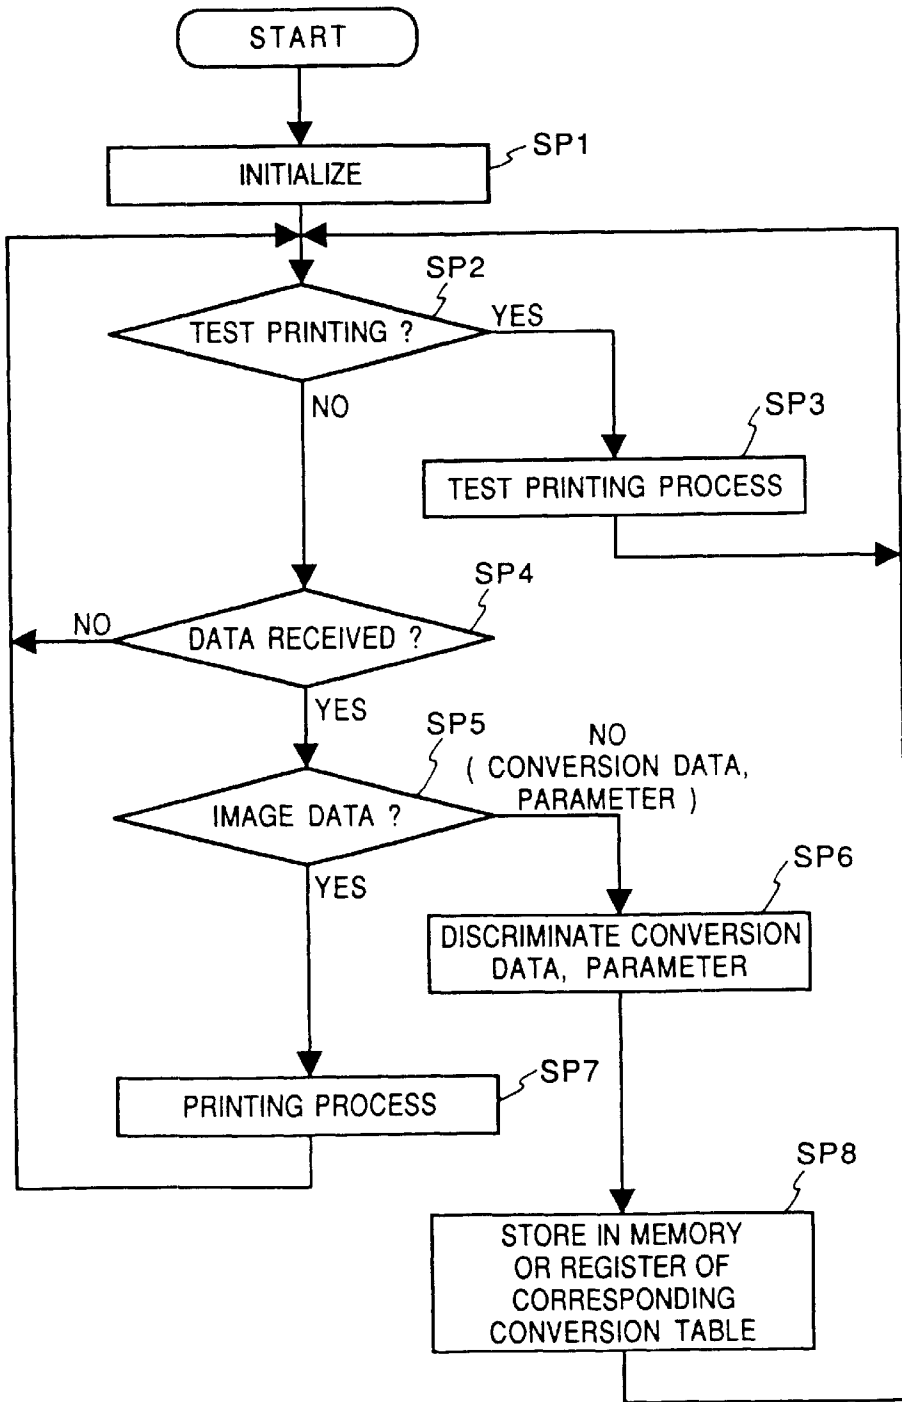 START
SP1
INITIALIZE
SP2
TEST PRINTING ?
YES
NO
SP3
TEST PRINTING PROCESS
SP4
NO
DATA RECEIVED ?
YES
SP5
NO
( CONVERSION DATA,
PARAMETER )
IMAGE DATA ?
YES
SP6
DISCRIMINATE CONVERSION
DATA, PARAMETER
SP7
PRINTING PROCESS
SP8
STORE IN MEMORY
OR REGISTER OF
CORRESPONDING
CONVERSION TABLE